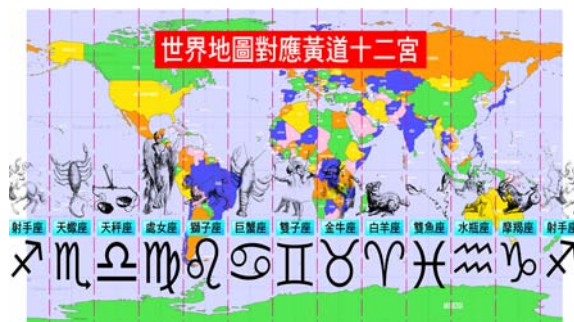 世界地圖對應黃道十二宮
射手座 天蠍座 天秤座 處女座 獅子座 巨蟹座 雙子座 金牛座 白羊座 雙魚座 水瓶座 摩羯座 射手座
♐ ♏ ♎ ♍ ♌ ♋ ♊ ♉ ♈ ♓ ♒ ♑ ♐